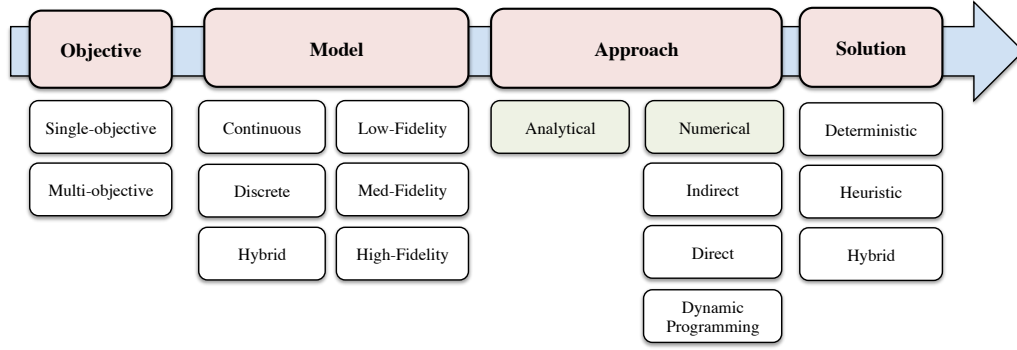 Objective
Model
Approach
Solution
Single-objective
Multi-objective
Continuous
Discrete
Hybrid
Low-Fidelity
Med-Fidelity
High-Fidelity
Analytical
Numerical
Indirect
Direct
Dynamic
Programming
Deterministic
Heuristic
Hybrid